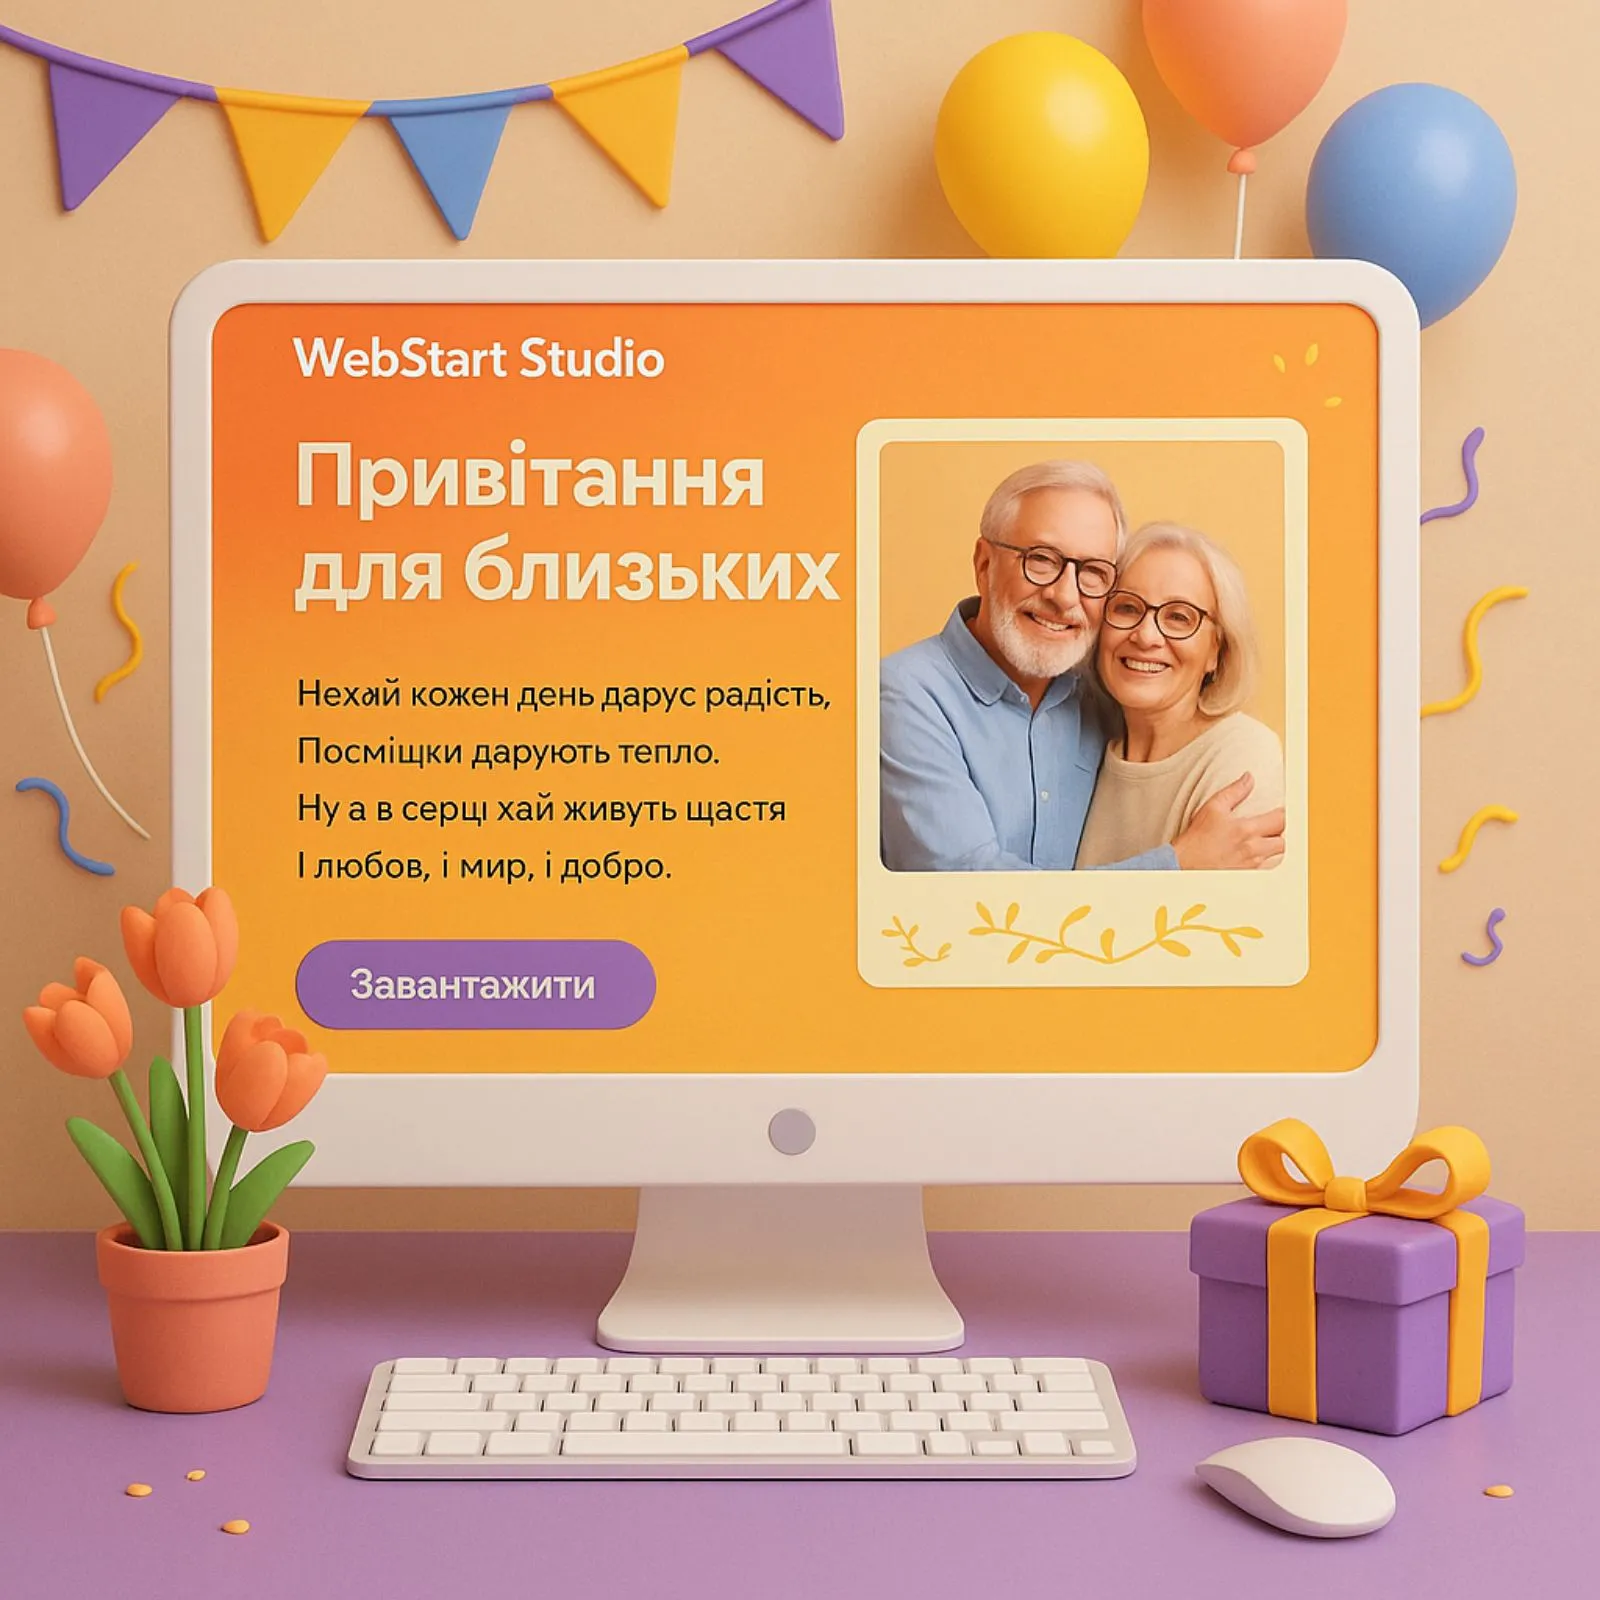 WebStart Studio
Привітання
для близьких
Нехай кожен день дарус радість,
Посміщки дарують тепло.
Ну а в серці хай живуть щастя
І любов, і мир, і добро.
Завантажити